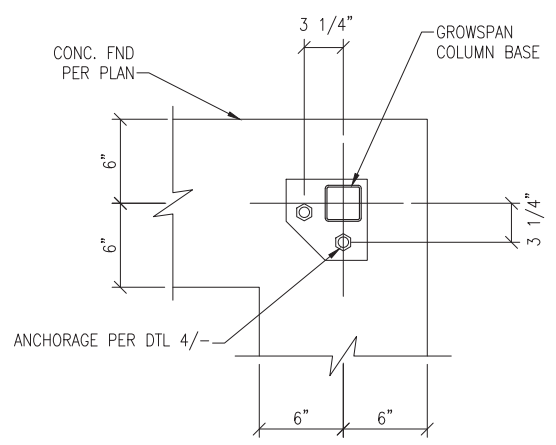 3 1/4"
GROWSPAN
COLUMN BASE
CONC. FND
PER PLAN
6"
6"
3 1/4"
ANCHORAGE PER DTL 4/-
6"
6"